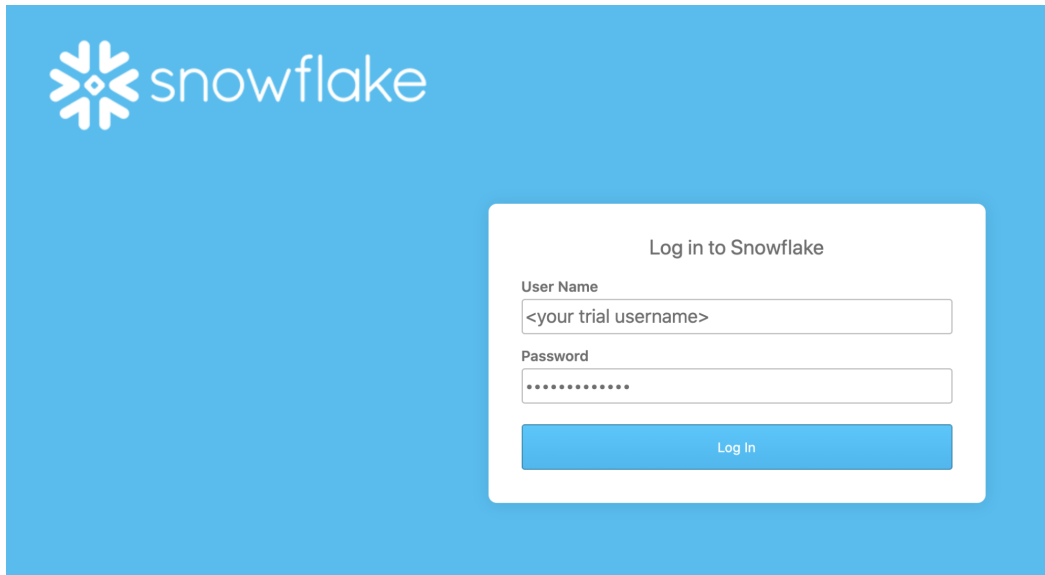 snowflake
Log in to Snowflake
User Name
<your trial username>
Password
•••••••••••••
Log In